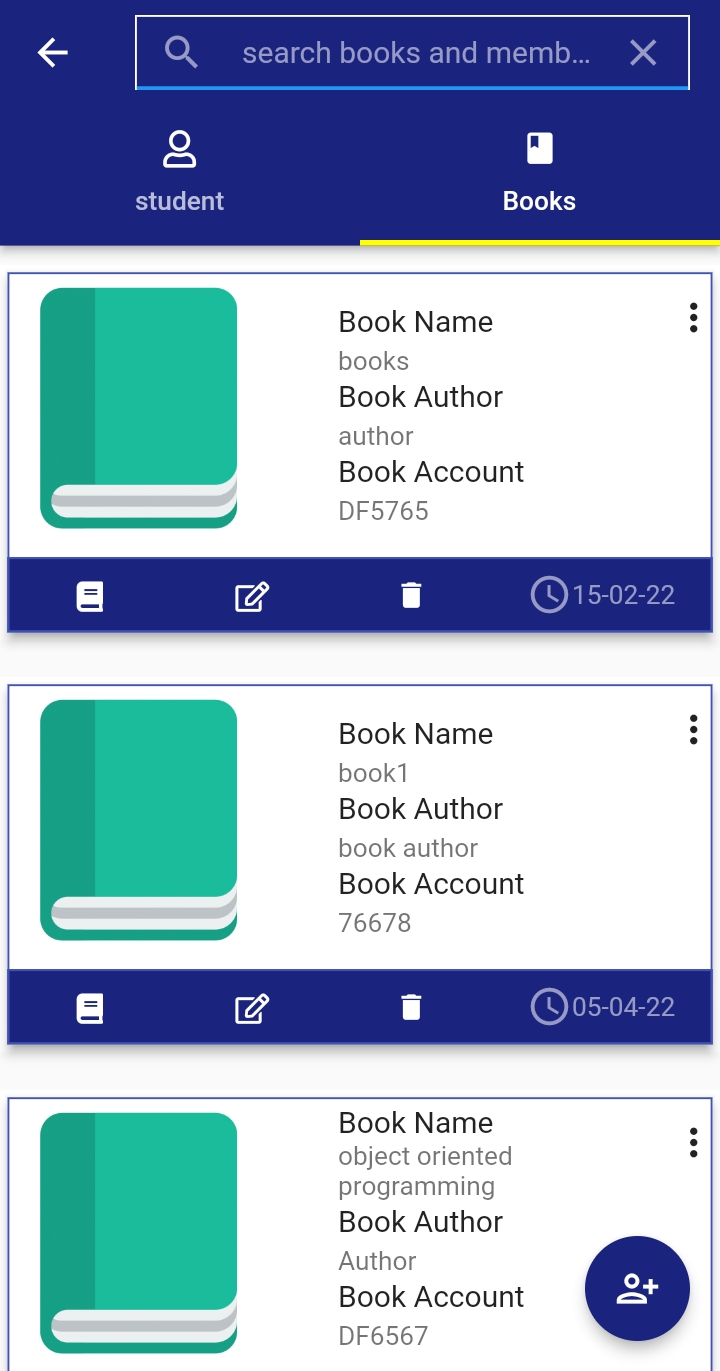 search books and memb...
student
Books
Book Name
books
Book Author
author
Book Account
DF5765
15-02-22
Book Name
book1
Book Author
book author
Book Account
76678
05-04-22
Book Name
object oriented
programming
Book Author
Author
Book Account
DF6567